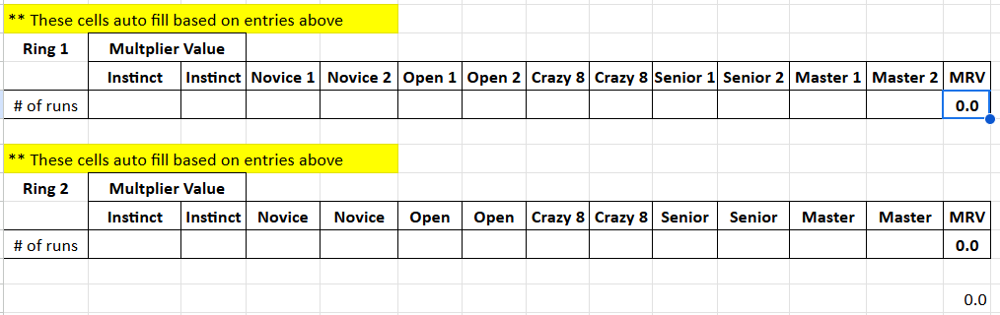 ** These cells auto fill based on entries above
Ring 1 Multplier Value
Instinct Instinct Novice 1 Novice 2 Open 1 Open 2 Crazy 8 Crazy 8 Senior 1 Senior 2 Master 1 Master 2 MRV
# of runs 0.0
** These cells auto fill based on entries above
Ring 2 Multplier Value
Instinct Instinct Novice Novice Open Open Crazy 8 Crazy 8 Senior Senior Master Master MRV
# of runs 0.0
0.0